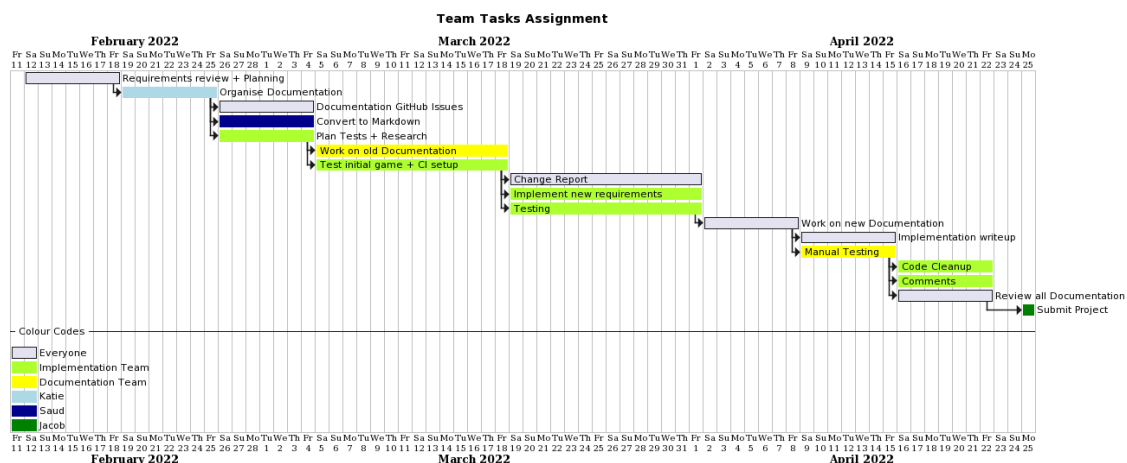 Team Tasks Assignment
February 2022 March 2022 April 2022
Fr Sa Su Mo Tu We Th Fr Sa Su Mo Tu We Th Fr Sa Su Mo Tu We Th Fr Sa Su Mo Tu We Th Fr Sa Su Mo Tu We Th Fr Sa Su Mo Tu We Th Fr Sa Su Mo Tu We Th Fr Sa Su Mo Tu We Th Fr Sa Su Mo Tu We Th Fr Sa Su Mo Tu We Th Fr Sa Su Mo
11 12 13 14 15 16 17 18 19 20 21 22 23 24 25 26 27 28 1 2 3 4 5 6 7 8 9 10 11 12 13 14 15 16 17 18 19 20 21 22 23 24 25 26 27 28 29 30 31 1 2 3 4 5 6 7 8 9 10 11 12 13 14 15 16 17 18 19 20 21 22 23 24 25
Requirements review + Planning
Organise Documentation
Documentation GitHub Issues
Convert to Markdown
Plan Tests + Research
Work on old Documentation
Test initial game + CI setup
Change Report
Implement new requirements
Testing
Work on new Documentation
Implementation writeup
Manual Testing
Code Cleanup
Comments
Review all Documentation
Submit Project
Colour Codes
Everyone
Implementation Team
Documentation Team
Katie
Saud
Jacob
Fr Sa Su Mo Tu We Th Fr Sa Su Mo Tu We Th Fr Sa Su Mo Tu We Th Fr Sa Su Mo Tu We Th Fr Sa Su Mo Tu We Th Fr Sa Su Mo Tu We Th Fr Sa Su Mo Tu We Th Fr Sa Su Mo Tu We Th Fr Sa Su Mo Tu We Th Fr Sa Su Mo Tu We Th Fr Sa Su Mo
11 12 13 14 15 16 17 18 19 20 21 22 23 24 25 26 27 28 1 2 3 4 5 6 7 8 9 10 11 12 13 14 15 16 17 18 19 20 21 22 23 24 25 26 27 28 29 30 31 1 2 3 4 5 6 7 8 9 10 11 12 13 14 15 16 17 18 19 20 21 22 23 24 25
February 2022 March 2022 April 2022